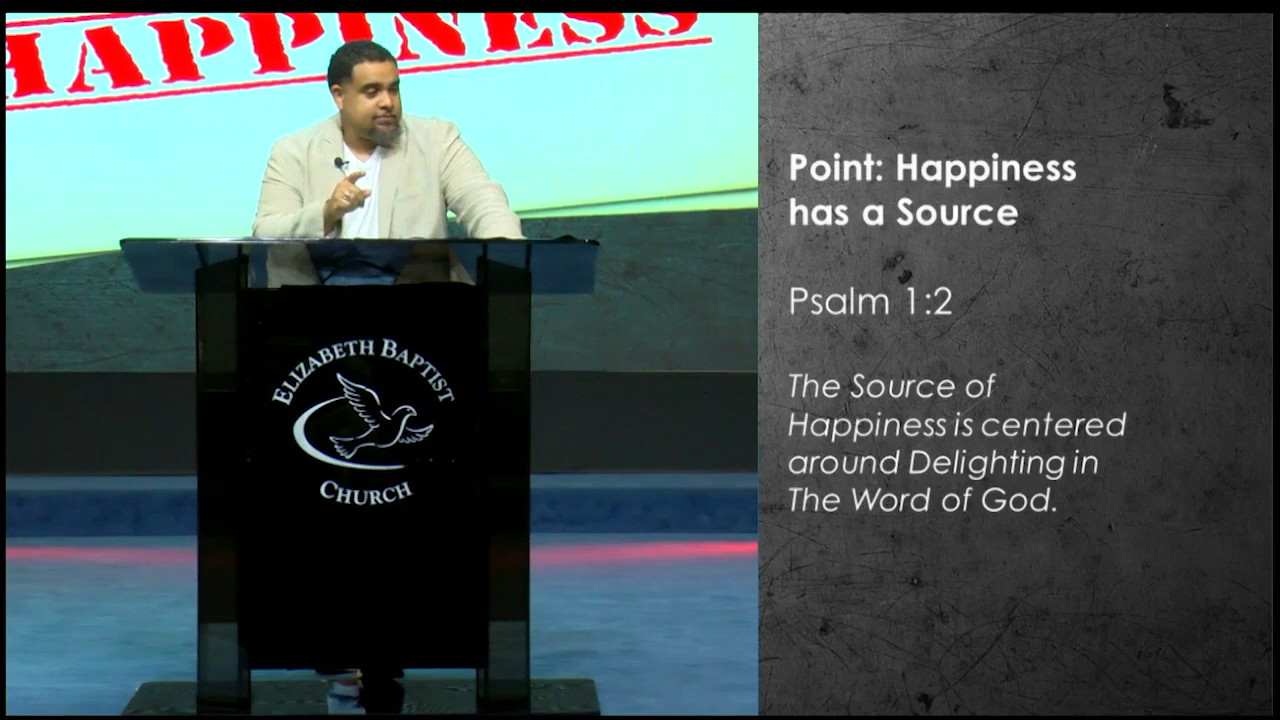 HAPPINESS
ELIZABETH BAPTIST
CHURCH
Point: Happiness
has a Source
Psalm 1:2
The Source of
Happiness is centered
around Delighting in
The Word of God.